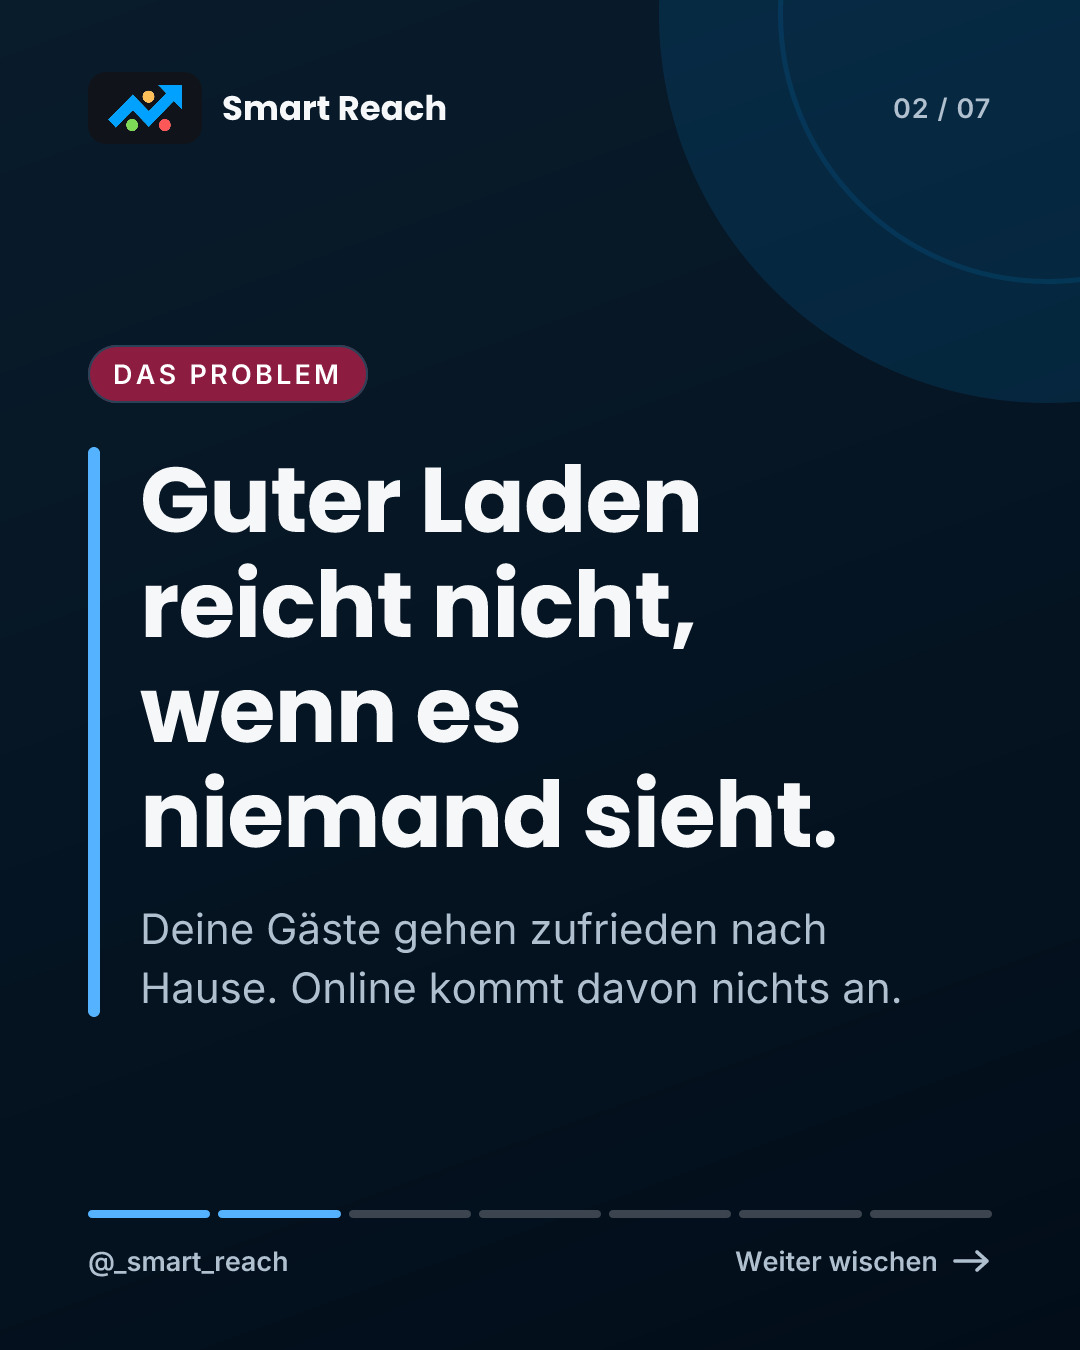 Smart Reach
02 / 07
DAS PROBLEM
Guter Laden
reicht nicht,
wenn es
niemand sieht.
Deine Gäste gehen zufrieden nach
Hause. Online kommt davon nichts an.
@_smart_reach
Weiter wischen →